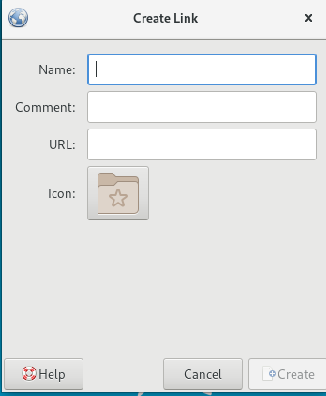 Create Link
Name:
Comment:
URL:
Icon:
Help
Cancel
Create